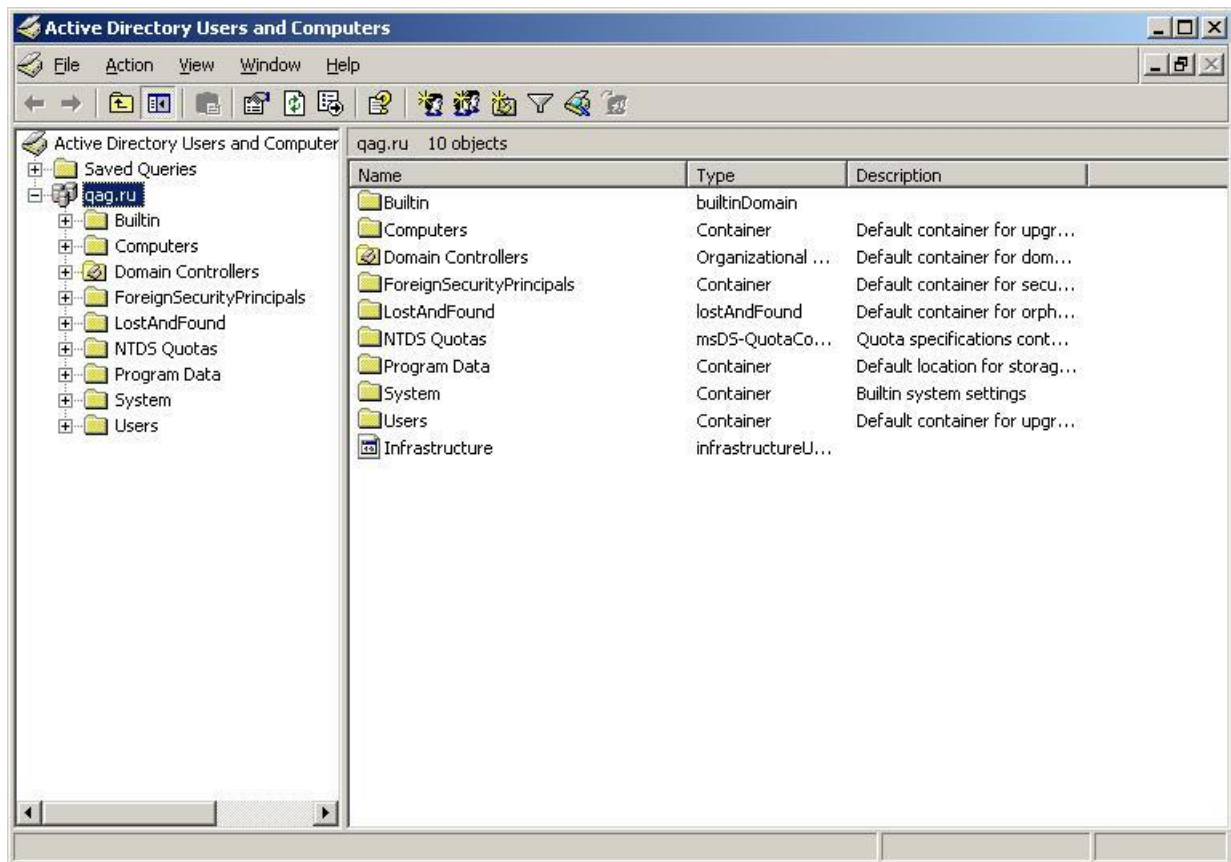 Active Directory Users and Computers
File Action View Window Help
Active Directory Users and Computer
Saved Queries
qag.ru
Builtin
Computers
Domain Controllers
ForeignSecurityPrincipals
LostAndFound
NTDS Quotas
Program Data
System
Users
qag.ru 10 objects
Name Type Description
Builtin builtinDomain
Computers Container Default container for upgr...
Domain Controllers Organizational ... Default container for dom...
ForeignSecurityPrincipals Container Default container for secu...
LostAndFound lostAndFound Default container for orph...
NTDS Quotas msDS-QuotaCo... Quota specifications cont...
Program Data Container Default location for storag...
System Container Builtin system settings
Users Container Default container for upgr...
Infrastructure infrastructureU...